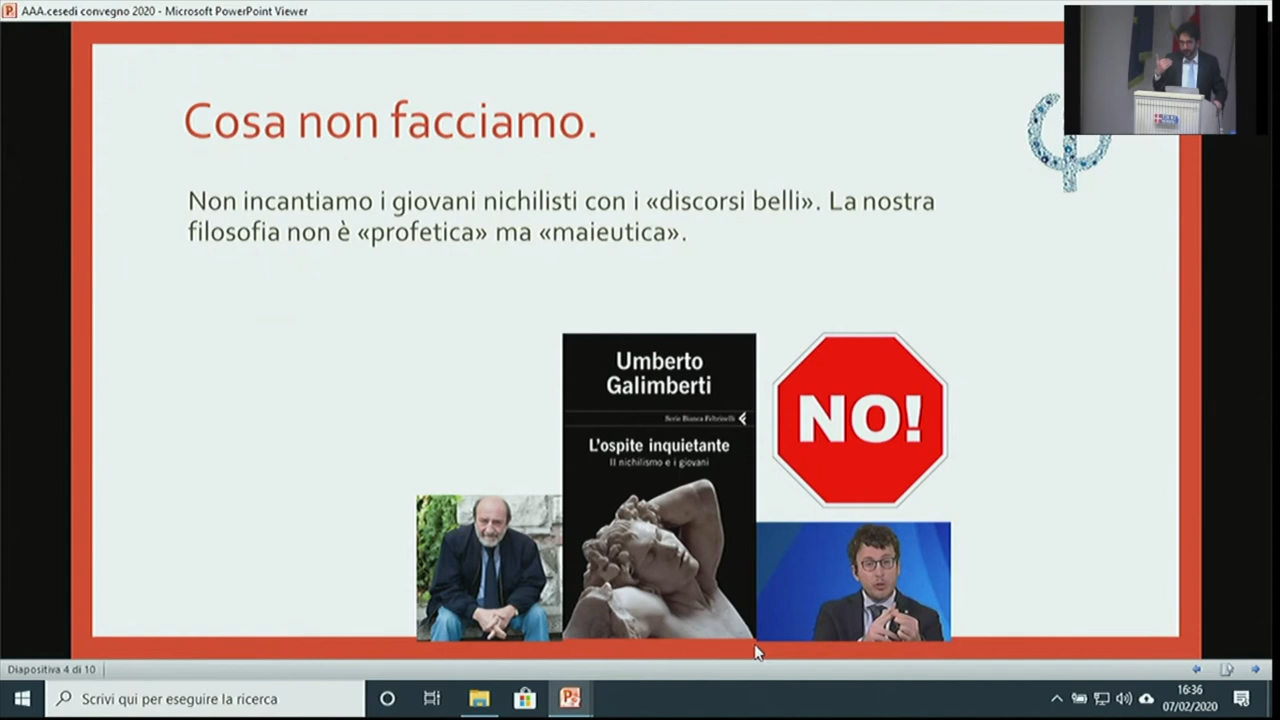 AAA.cesedi convegno 2020 - Microsoft PowerPoint Viewer
Cosa non facciamo.
Non incantiamo i giovani nichilisti con i «discorsi belli». La nostra
filosofia non è «profetica» ma «maieutica».
Umberto
Galimberti
Serie Bianca Feltrinelli
L'ospite inquietante
Il nichilismo e i giovani
NO!
Diapositiva 4 di 10
Scrivi qui per eseguire la ricerca
16:36
07/02/2020